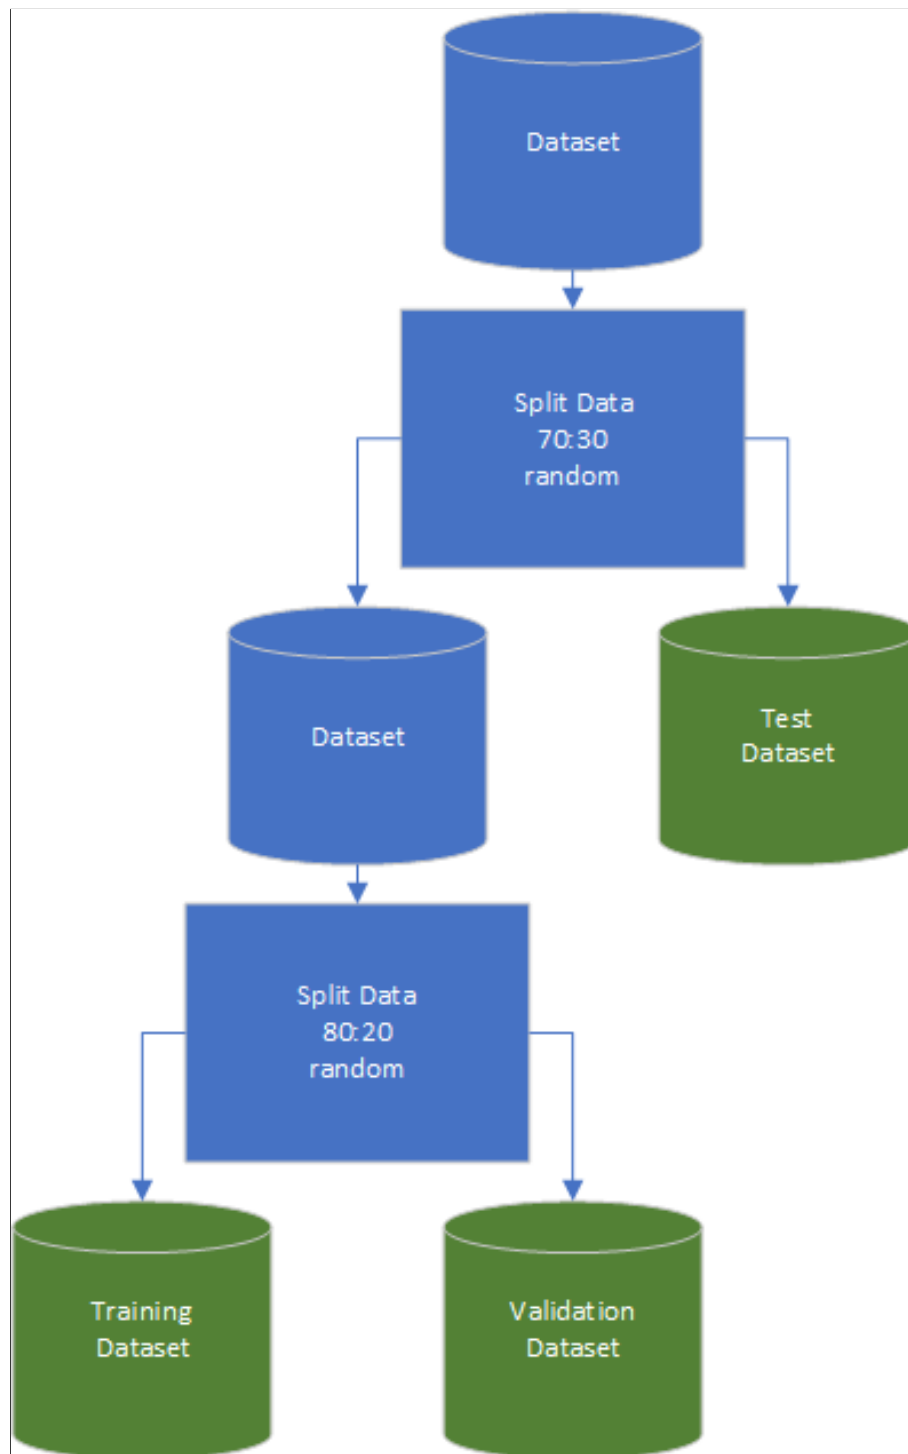 Dataset
Split Data
70:30
random
Dataset
Test
Dataset
Split Data
80:20
random
Training
Dataset
Validation
Dataset